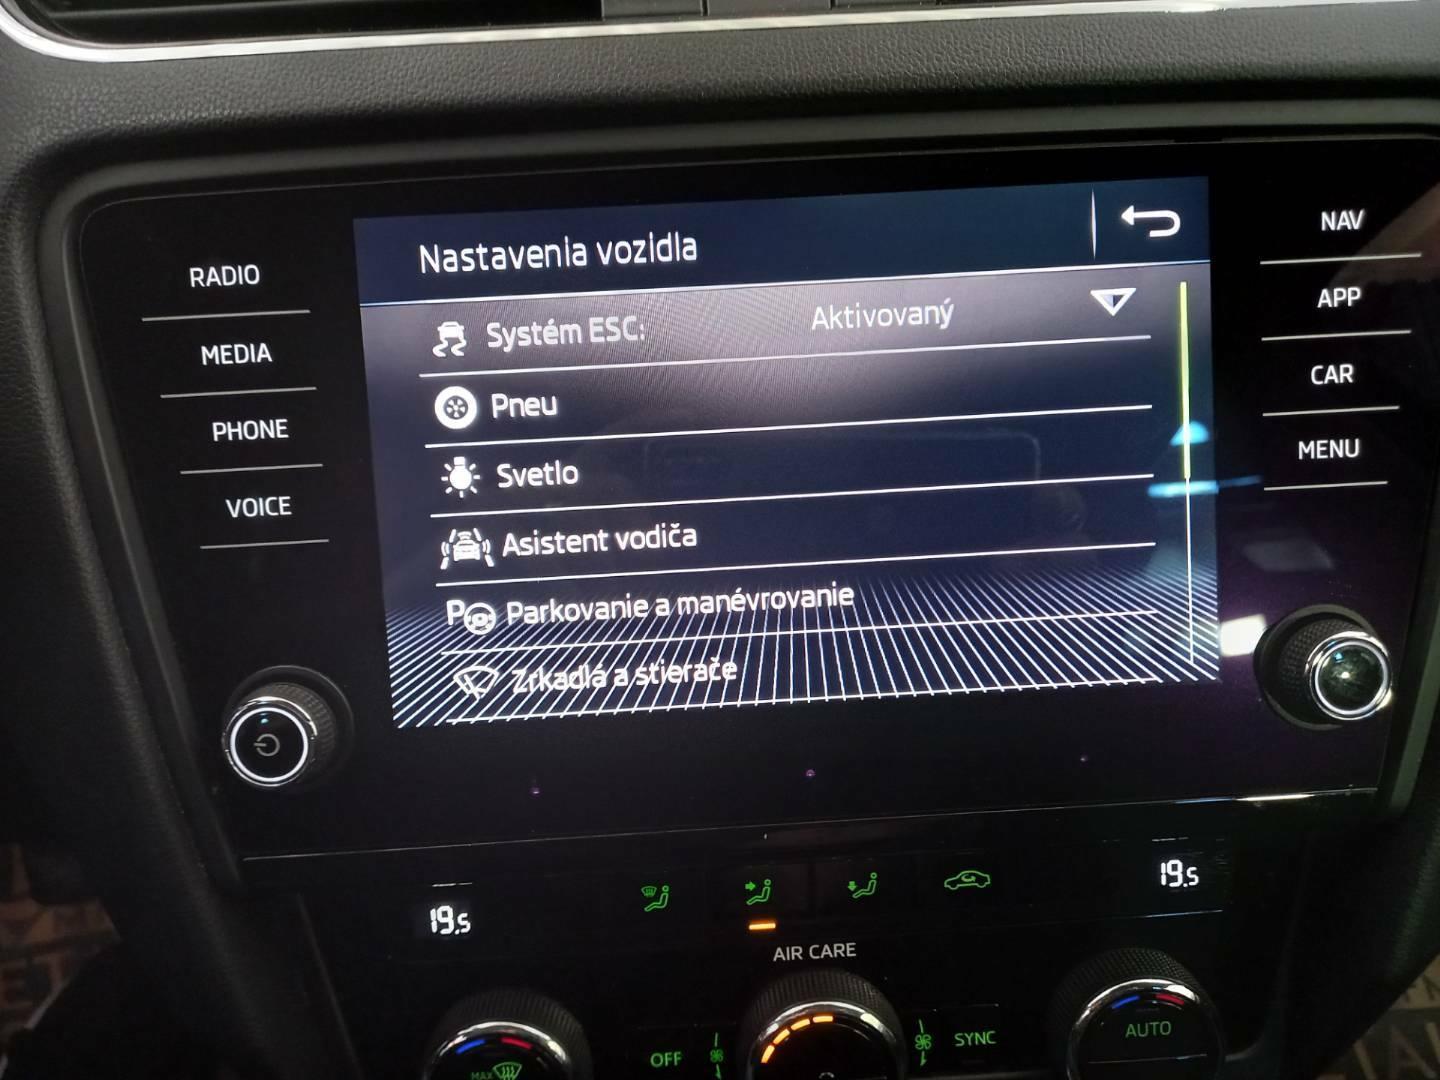 Nastavenia vozidla
RADIO
MEDIA
PHONE
VOICE
Systém ESC: Aktivovaný
Pneu
Svetlo
Asistent vodiča
P Parkovanie a manévrovanie
Zrkadlá a stierače
NAV
APP
CAR
MENU
19.5
19.5
AIR CARE
MAX
OFF
SYNC
AUTO